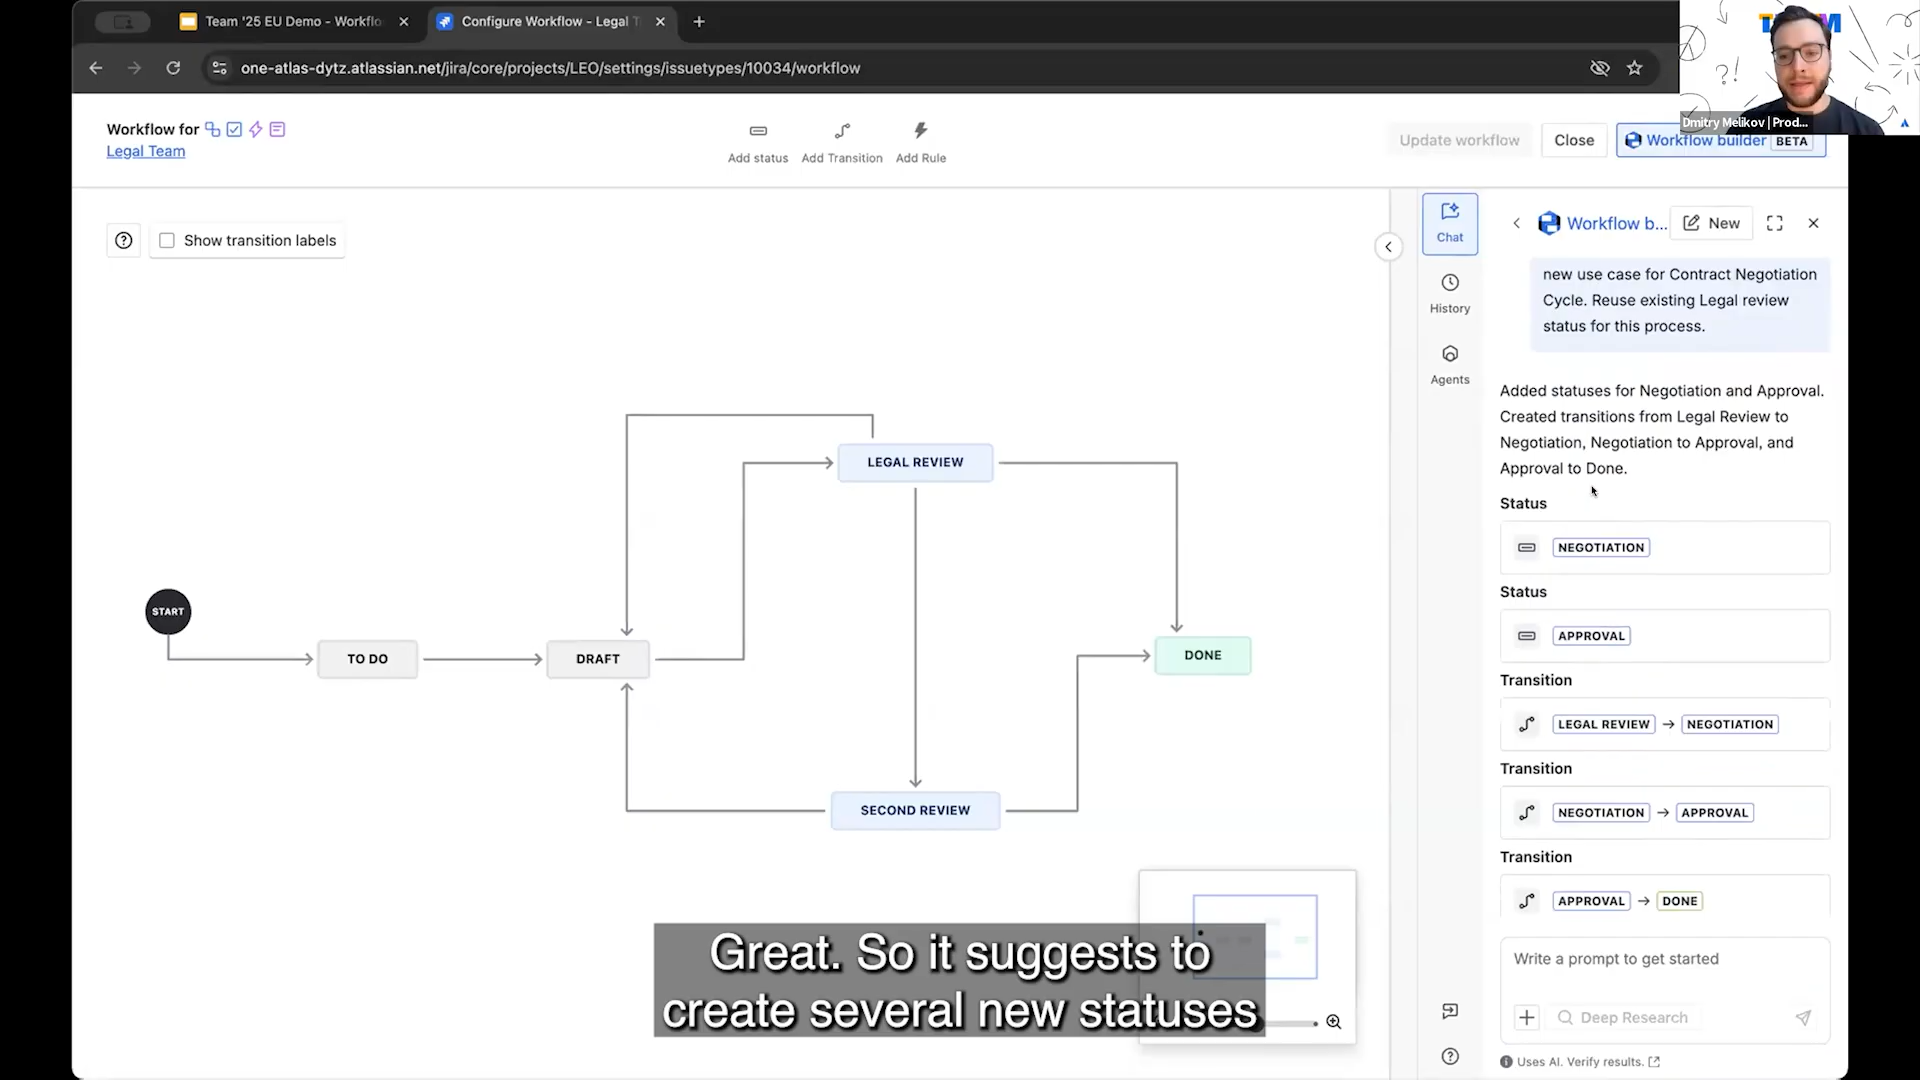 Team '25 EU Demo - Workflo
Configure Workflow - Legal T
one-atlas-dytz.atlassian.net/jira/core/projects/LEO/settings/issuetypes/10034/workflow
Dmitry Melikov | Prod...
Workflow for
Legal Team
Add status
Add Transition
Add Rule
Update workflow
Close
Workflow builder BETA
Show transition labels
START
TO DO
DRAFT
LEGAL REVIEW
SECOND REVIEW
DONE
Chat
History
Agents
Workflow b...
New
new use case for Contract Negotiation
Cycle. Reuse existing Legal review
status for this process.
Added statuses for Negotiation and Approval.
Created transitions from Legal Review to
Negotiation, Negotiation to Approval, and
Approval to Done.
Status
NEGOTIATION
Status
APPROVAL
Transition
LEGAL REVIEW → NEGOTIATION
Transition
NEGOTIATION → APPROVAL
Transition
APPROVAL → DONE
Write a prompt to get started
Deep Research
Uses AI. Verify results.
Great. So it suggests to
create several new statuses